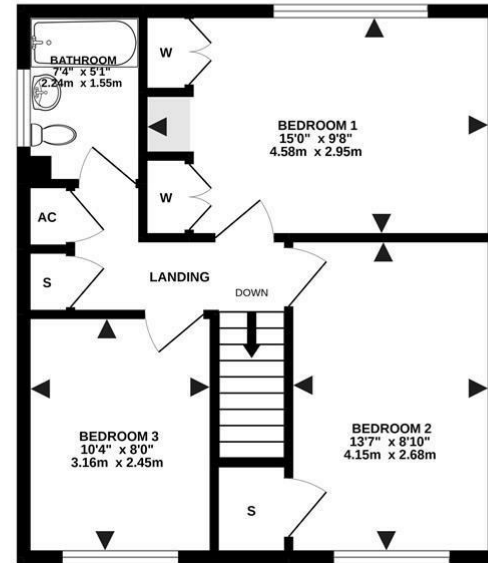 BATHROOM
7'4" x 5'1"
2.24m x 1.55m
W
BEDROOM 1
15'0" x 9'8"
4.58m x 2.95m
W
AC
S
LANDING
DOWN
BEDROOM 3
10'4" x 8'0"
3.16m x 2.45m
BEDROOM 2
13'7" x 8'10"
4.15m x 2.68m
S